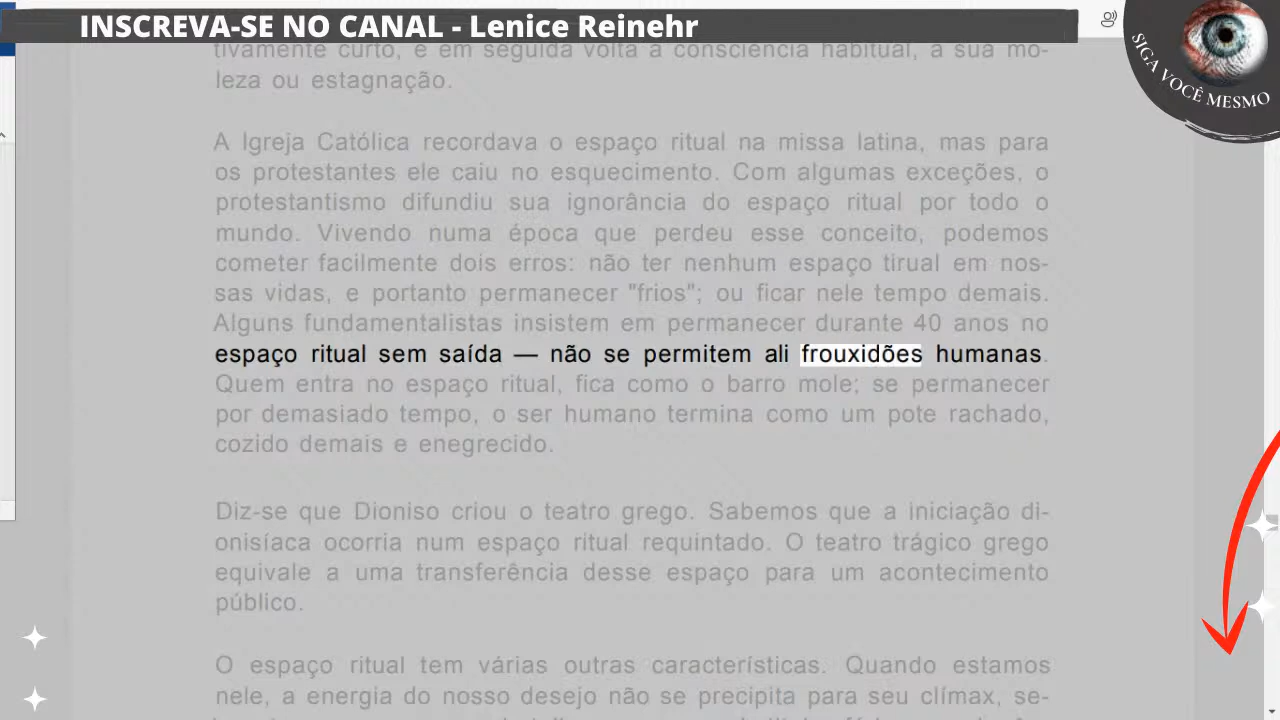 INSCREVA-SE NO CANAL - Lenice Reinehr
SIGA VOCÊ MESMO
tivamente curto, e em seguida volta à consciência habitual, à sua mo-
leza ou estagnação.
A Igreja Católica recordava o espaço ritual na missa latina, mas para
os protestantes ele caiu no esquecimento. Com algumas exceções, o
protestantismo difundiu sua ignorância do espaço ritual por todo o
mundo. Vivendo numa época que perdeu esse conceito, podemos
cometer facilmente dois erros: não ter nenhum espaço tirual em nos-
sas vidas, e portanto permanecer "frios"; ou ficar nele tempo demais.
Alguns fundamentalistas insistem em permanecer durante 40 anos no
espaço ritual sem saída — não se permitem ali frouxidões humanas.
Quem entra no espaço ritual, fica como o barro mole; se permanecer
por demasiado tempo, o ser humano termina como um pote rachado,
cozido demais e enegrecido.
Diz-se que Dioniso criou o teatro grego. Sabemos que a iniciação di-
onisíaca ocorria num espaço ritual requintado. O teatro trágico grego
equivale a uma transferência desse espaço para um acontecimento
público.
O espaço ritual tem várias outras características. Quando estamos
nele, a energia do nosso desejo não se precipita para seu clímax, se-